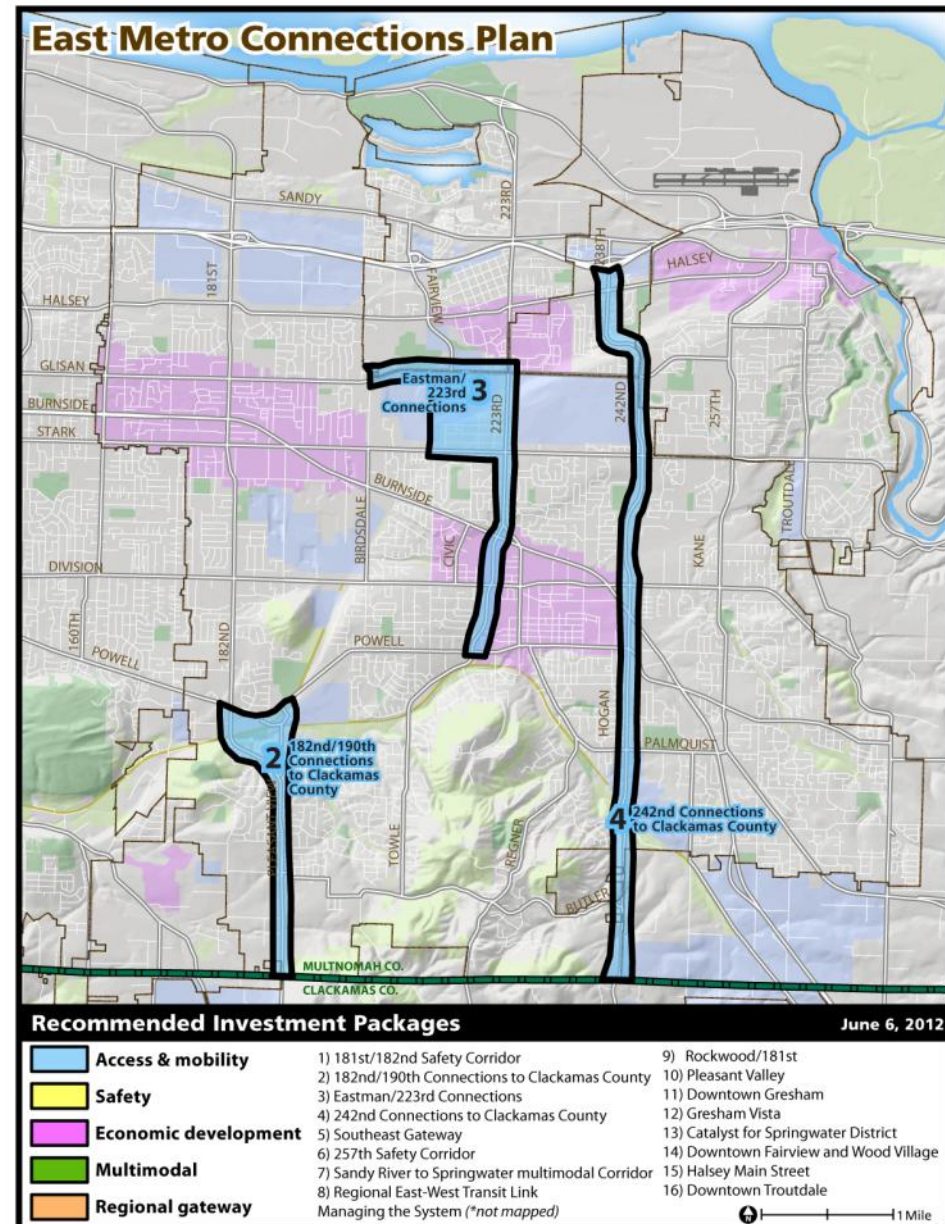 East Metro Connections Plan
SANDY
223RD
238TH
HALSEY
181ST
FAIRVIEW
HALSEY
GLISAN
Eastman/
223rd
Connections
3
BURNSIDE
223RD
242ND
257TH
STARK
BURNSIDE
TROUTDALE
BIRDSDALE
CIVIC
KANE
DIVISION
160TH
182ND
POWELL
POWELL
HOGAN
PALMQUIST
2
182nd/190th
Connections
to Clackamas
County
TOWLE
REGNER
4
242nd Connections
to Clackamas County
BUTLER
MULTNOMAH CO.
CLACKAMAS CO.
Recommended Investment Packages
June 6, 2012
Access & mobility
Safety
Economic development
Multimodal
Regional gateway
1) 181st/182nd Safety Corridor
2) 182nd/190th Connections to Clackamas County
3) Eastman/223rd Connections
4) 242nd Connections to Clackamas County
5) Southeast Gateway
6) 257th Safety Corridor
7) Sandy River to Springwater multimodal Corridor
8) Regional East-West Transit Link
Managing the System (*not mapped)
9) Rockwood/181st
10) Pleasant Valley
11) Downtown Gresham
12) Gresham Vista
13) Catalyst for Springwater District
14) Downtown Fairview and Wood Village
15) Halsey Main Street
16) Downtown Troutdale
1 Mile